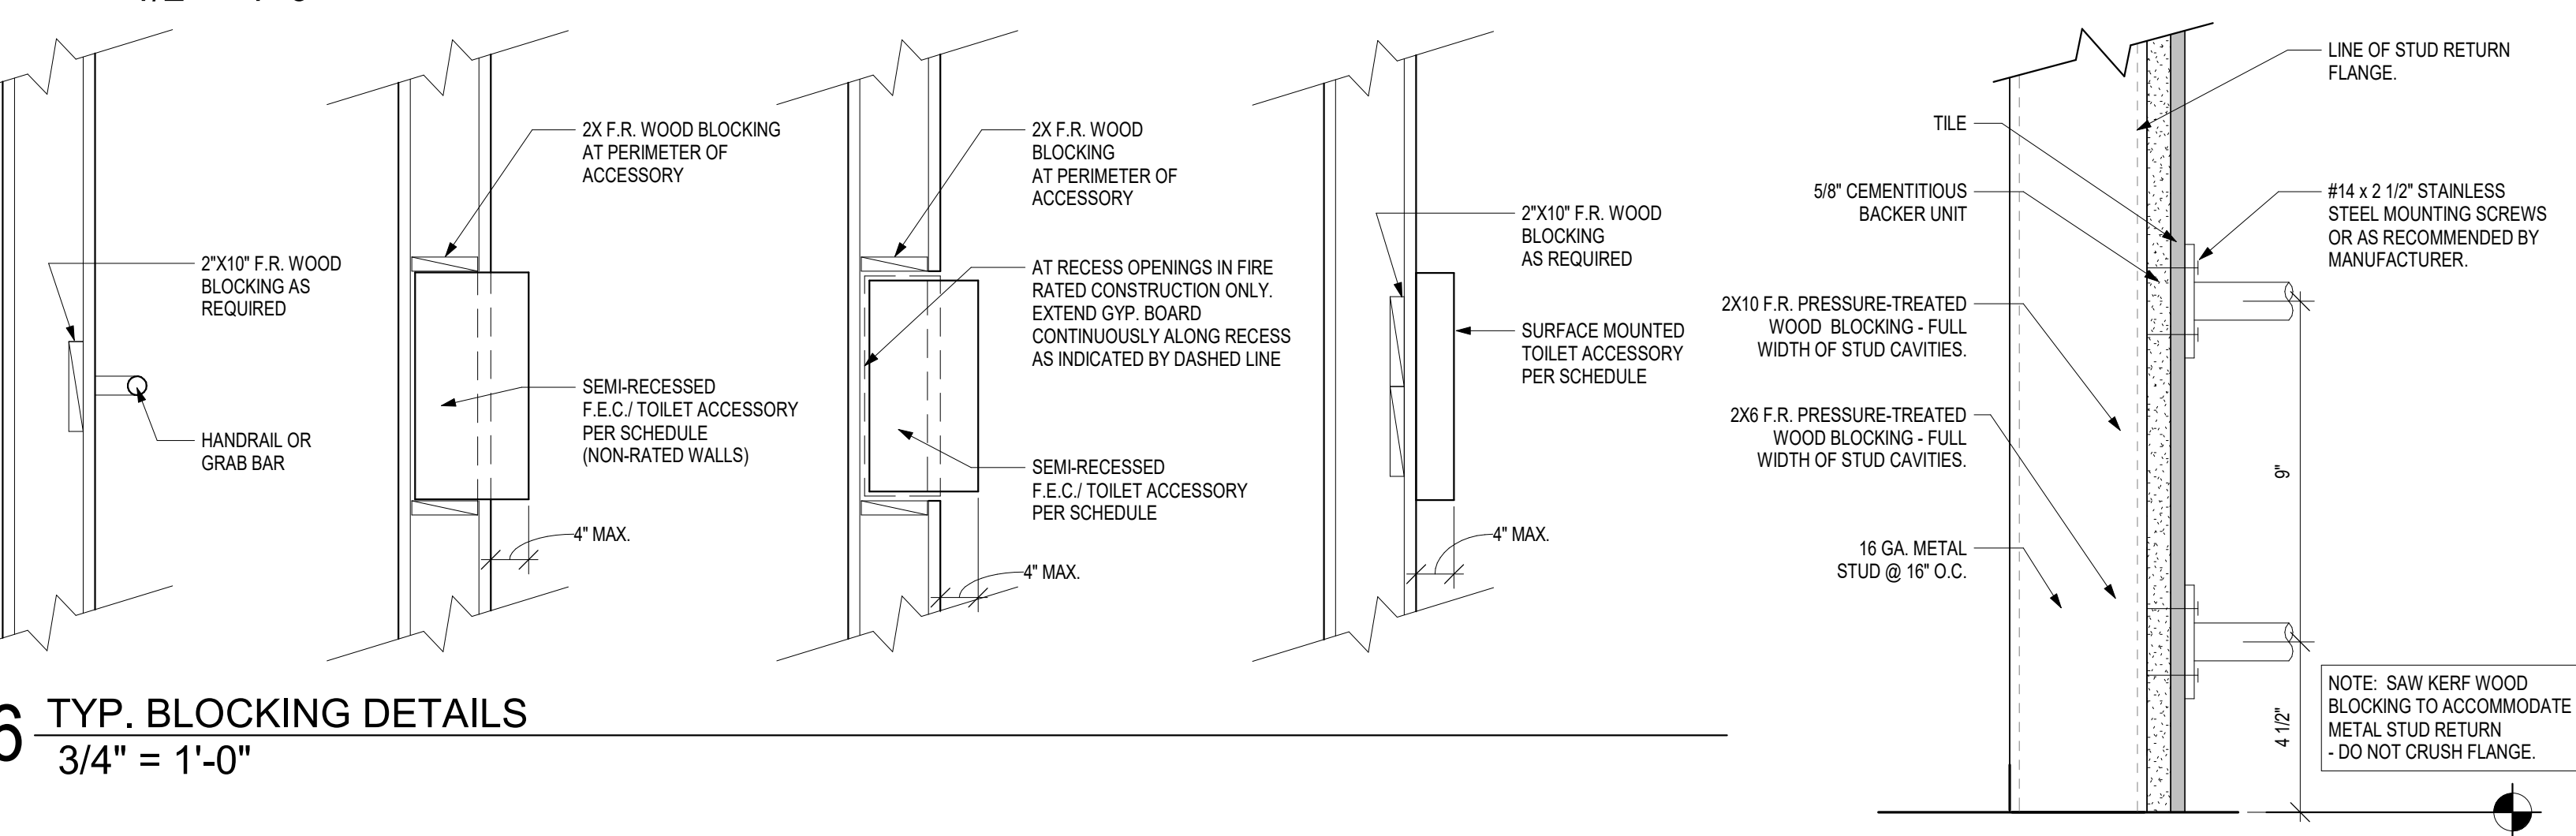 2"X10" F.R. WOOD
BLOCKING AS
REQUIRED
HANDRAIL OR
GRAB BAR
2X F.R. WOOD BLOCKING
AT PERIMETER OF
ACCESSORY
SEMI-RECESSED
F.E.C./ TOILET ACCESSORY
PER SCHEDULE
(NON-RATED WALLS)
4" MAX.
2X F.R. WOOD
BLOCKING
AT PERIMETER OF
ACCESSORY
AT RECESS OPENINGS IN FIRE
RATED CONSTRUCTION ONLY.
EXTEND GYP. BOARD
CONTINUOUSLY ALONG RECESS
AS INDICATED BY DASHED LINE
SEMI-RECESSED
F.E.C./ TOILET ACCESSORY
PER SCHEDULE
4" MAX.
2"X10" F.R. WOOD
BLOCKING
AS REQUIRED
SURFACE MOUNTED
TOILET ACCESSORY
PER SCHEDULE
4" MAX.
6 TYP. BLOCKING DETAILS
3/4" = 1'-0"
TILE
5/8" CEMENTITIOUS
BACKER UNIT
2X10 F.R. PRESSURE-TREATED
WOOD BLOCKING - FULL
WIDTH OF STUD CAVITIES.
2X6 F.R. PRESSURE-TREATED
WOOD BLOCKING - FULL
WIDTH OF STUD CAVITIES.
16 GA. METAL
STUD @ 16" O.C.
LINE OF STUD RETURN
FLANGE.
#14 x 2 1/2" STAINLESS
STEEL MOUNTING SCREWS
OR AS RECOMMENDED BY
MANUFACTURER.
9"
4 1/2"
NOTE: SAW KERF WOOD
BLOCKING TO ACCOMMODATE
METAL STUD RETURN
- DO NOT CRUSH FLANGE.